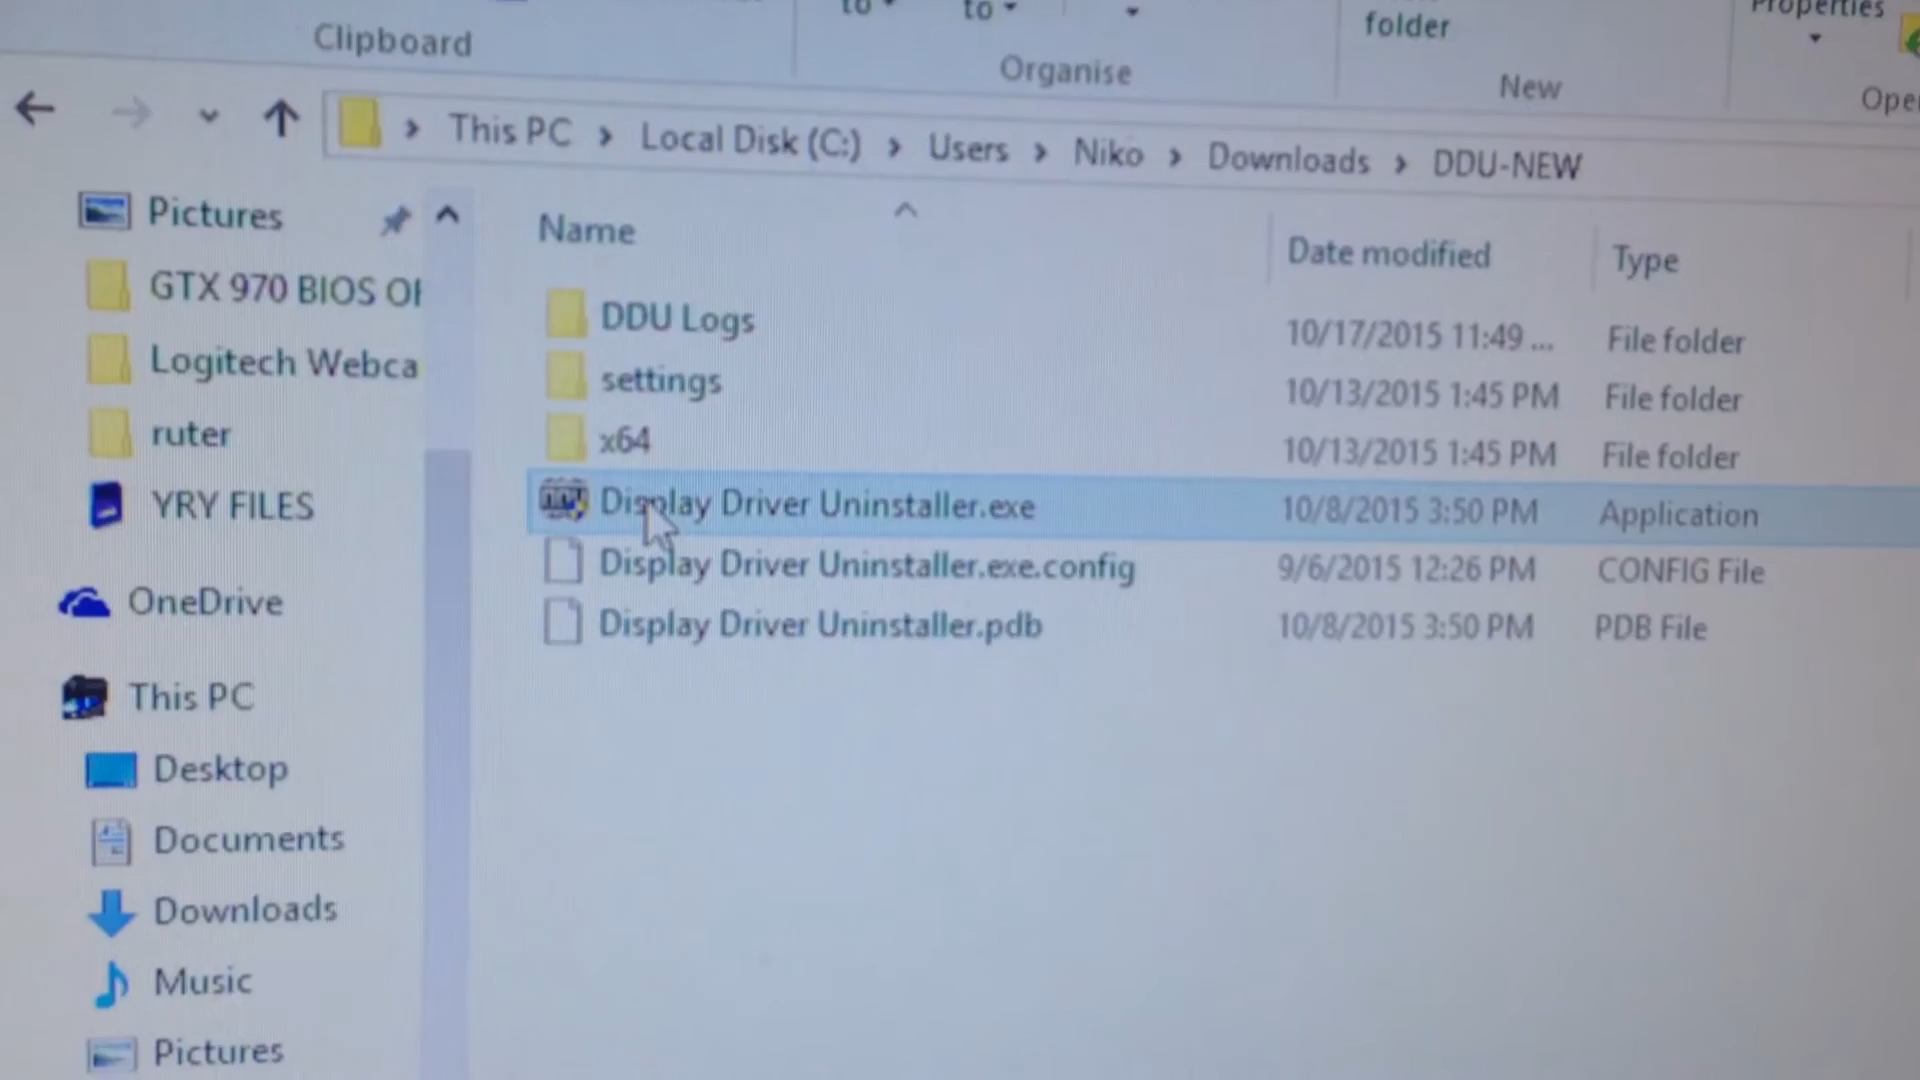 to to
folder
Properties
Clipboard
Organise
New
This PC Local Disk (C:) Users Niko Downloads DDU-NEW
Pictures
GTX 970 BIOS
Logitech Webca
ruter
YRY FILES
OneDrive
This PC
Desktop
Documents
Downloads
Music
Pictures
Name Date modified Type
DDU Logs 10/17/2015 11:49 ... File folder
settings 10/13/2015 1:45 PM File folder
x64 10/13/2015 1:45 PM File folder
Display Driver Uninstaller.exe 10/8/2015 3:50 PM Application
Display Driver Uninstaller.exe.config 9/6/2015 12:26 PM CONFIG File
Display Driver Uninstaller.pdb 10/8/2015 3:50 PM PDB File